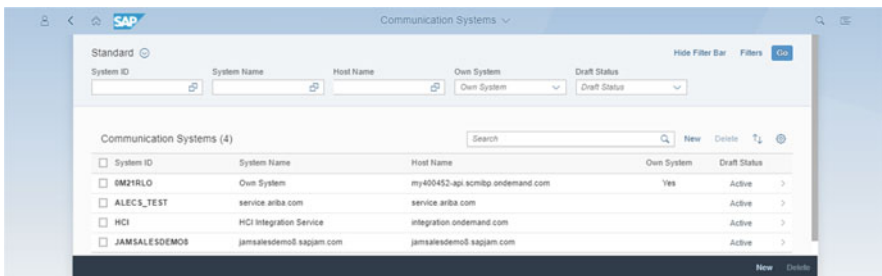 SAP Communication Systems
Standard
Hide Filter Bar Filters Go
System ID System Name Host Name Own System Draft Status
Own System Draft Status
Communication Systems (4) Search New Delete
System ID System Name Host Name Own System Draft Status
0M21RLO Own System my400452-api.scmibp.ondemand.com Yes Active
ALECS_TEST service.ariba.com service.ariba.com Active
HCI HCI Integration Service integration.ondemand.com Active
JAMSALESDEMO8 jamsalesdemo8.sapjam.com jamsalesdemo8.sapjam.com Active
New Delete